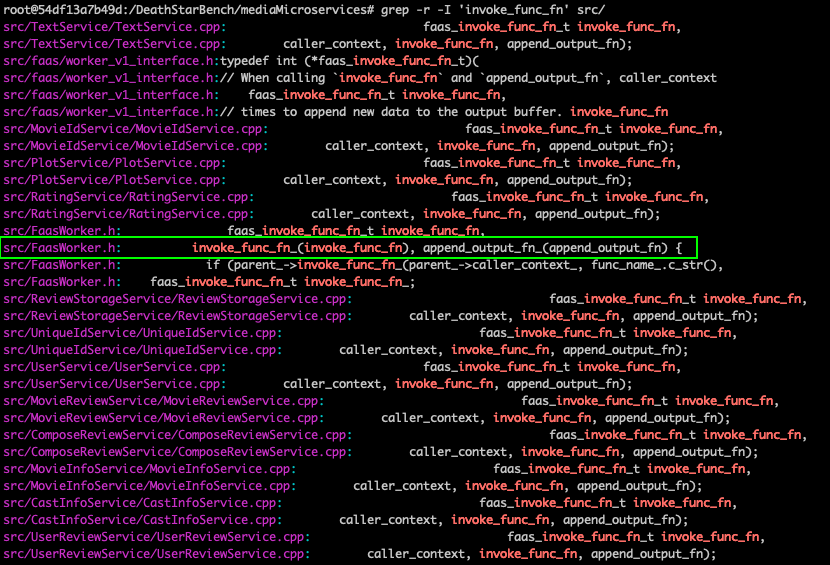 root@54df13a7b49d:/DeathStarBench/mediaMicroservices# grep -r -I 'invoke_func_fn' src/
src/TextService/TextService.cpp:                            faas_invoke_func_fn_t invoke_func_fn,
src/TextService/TextService.cpp:        caller_context, invoke_func_fn, append_output_fn);
src/faas/worker_v1_interface.h:typedef int (*faas_invoke_func_fn_t)(
src/faas/worker_v1_interface.h:// When calling `invoke_func_fn` and `append_output_fn`, caller_context
src/faas/worker_v1_interface.h:    faas_invoke_func_fn_t invoke_func_fn,
src/faas/worker_v1_interface.h:// times to append new data to the output buffer. invoke_func_fn
src/MovieIdService/MovieIdService.cpp:                            faas_invoke_func_fn_t invoke_func_fn,
src/MovieIdService/MovieIdService.cpp:        caller_context, invoke_func_fn, append_output_fn);
src/PlotService/PlotService.cpp:                            faas_invoke_func_fn_t invoke_func_fn,
src/PlotService/PlotService.cpp:        caller_context, invoke_func_fn, append_output_fn);
src/RatingService/RatingService.cpp:                            faas_invoke_func_fn_t invoke_func_fn,
src/RatingService/RatingService.cpp:        caller_context, invoke_func_fn, append_output_fn);
src/FaasWorker.h:               faas_invoke_func_fn_t invoke_func_fn,
src/FaasWorker.h:          invoke_func_fn_(invoke_func_fn), append_output_fn_(append_output_fn) {
src/FaasWorker.h:            if (parent_->invoke_func_fn_(parent_->caller_context_, func_name_.c_str(),
src/FaasWorker.h:    faas_invoke_func_fn_t invoke_func_fn_;
src/ReviewStorageService/ReviewStorageService.cpp:                            faas_invoke_func_fn_t invoke_func_fn,
src/ReviewStorageService/ReviewStorageService.cpp:        caller_context, invoke_func_fn, append_output_fn);
src/UniqueIdService/UniqueIdService.cpp:                            faas_invoke_func_fn_t invoke_func_fn,
src/UniqueIdService/UniqueIdService.cpp:        caller_context, invoke_func_fn, append_output_fn);
src/UserService/UserService.cpp:                            faas_invoke_func_fn_t invoke_func_fn,
src/UserService/UserService.cpp:        caller_context, invoke_func_fn, append_output_fn);
src/MovieReviewService/MovieReviewService.cpp:                            faas_invoke_func_fn_t invoke_func_fn,
src/MovieReviewService/MovieReviewService.cpp:        caller_context, invoke_func_fn, append_output_fn);
src/ComposeReviewService/ComposeReviewService.cpp:                            faas_invoke_func_fn_t invoke_func_fn,
src/ComposeReviewService/ComposeReviewService.cpp:        caller_context, invoke_func_fn, append_output_fn);
src/MovieInfoService/MovieInfoService.cpp:                            faas_invoke_func_fn_t invoke_func_fn,
src/MovieInfoService/MovieInfoService.cpp:        caller_context, invoke_func_fn, append_output_fn);
src/CastInfoService/CastInfoService.cpp:                            faas_invoke_func_fn_t invoke_func_fn,
src/CastInfoService/CastInfoService.cpp:        caller_context, invoke_func_fn, append_output_fn);
src/UserReviewService/UserReviewService.cpp:                            faas_invoke_func_fn_t invoke_func_fn,
src/UserReviewService/UserReviewService.cpp:        caller_context, invoke_func_fn, append_output_fn);